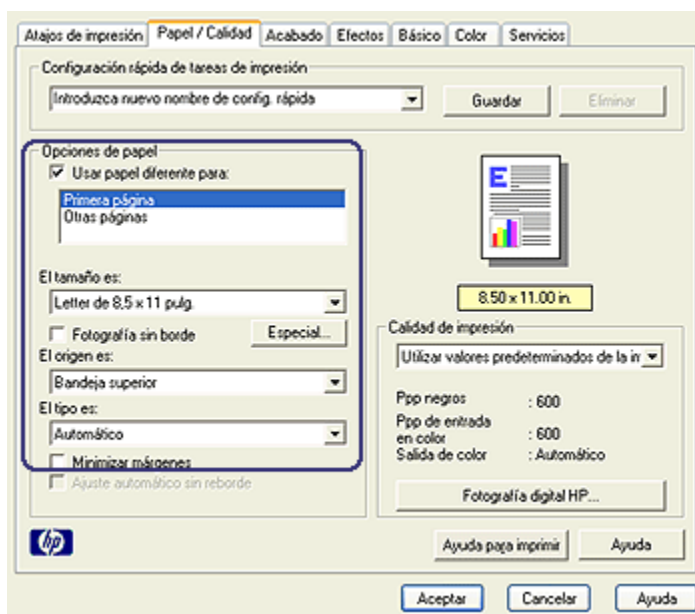 Atajos de impresión Papel / Calidad Acabado Efectos Básico Color Servicios
Configuración rápida de tareas de impresión
Introduzca nuevo nombre de config. rápida Guardar Eliminar
Opciones de papel
Usar papel diferente para:
Primera página
Otras páginas
El tamaño es:
Letter de 8,5 x 11 pulg.
Fotografía sin borde Especial...
El origen es:
Bandeja superior
El tipo es:
Automático
Minimizar márgenes
Ajuste automático sin reborde
E
8.50 x 11.00 in.
Calidad de impresión
Utilizar valores predeterminados de la im
Ppp negros : 600
Ppp de entrada
en color : 600
Salida de color : Automático
Fotografía digital HP...
hp
Ayuda para imprimir Ayuda
Aceptar Cancelar Ayuda